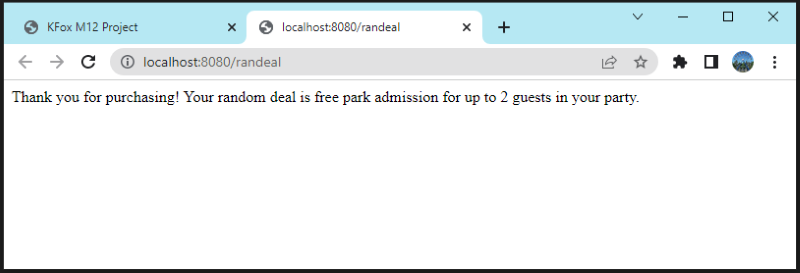 KFox M12 Project
localhost:8080/randeal
localhost:8080/randeal
Thank you for purchasing! Your random deal is free park admission for up to 2 guests in your party.